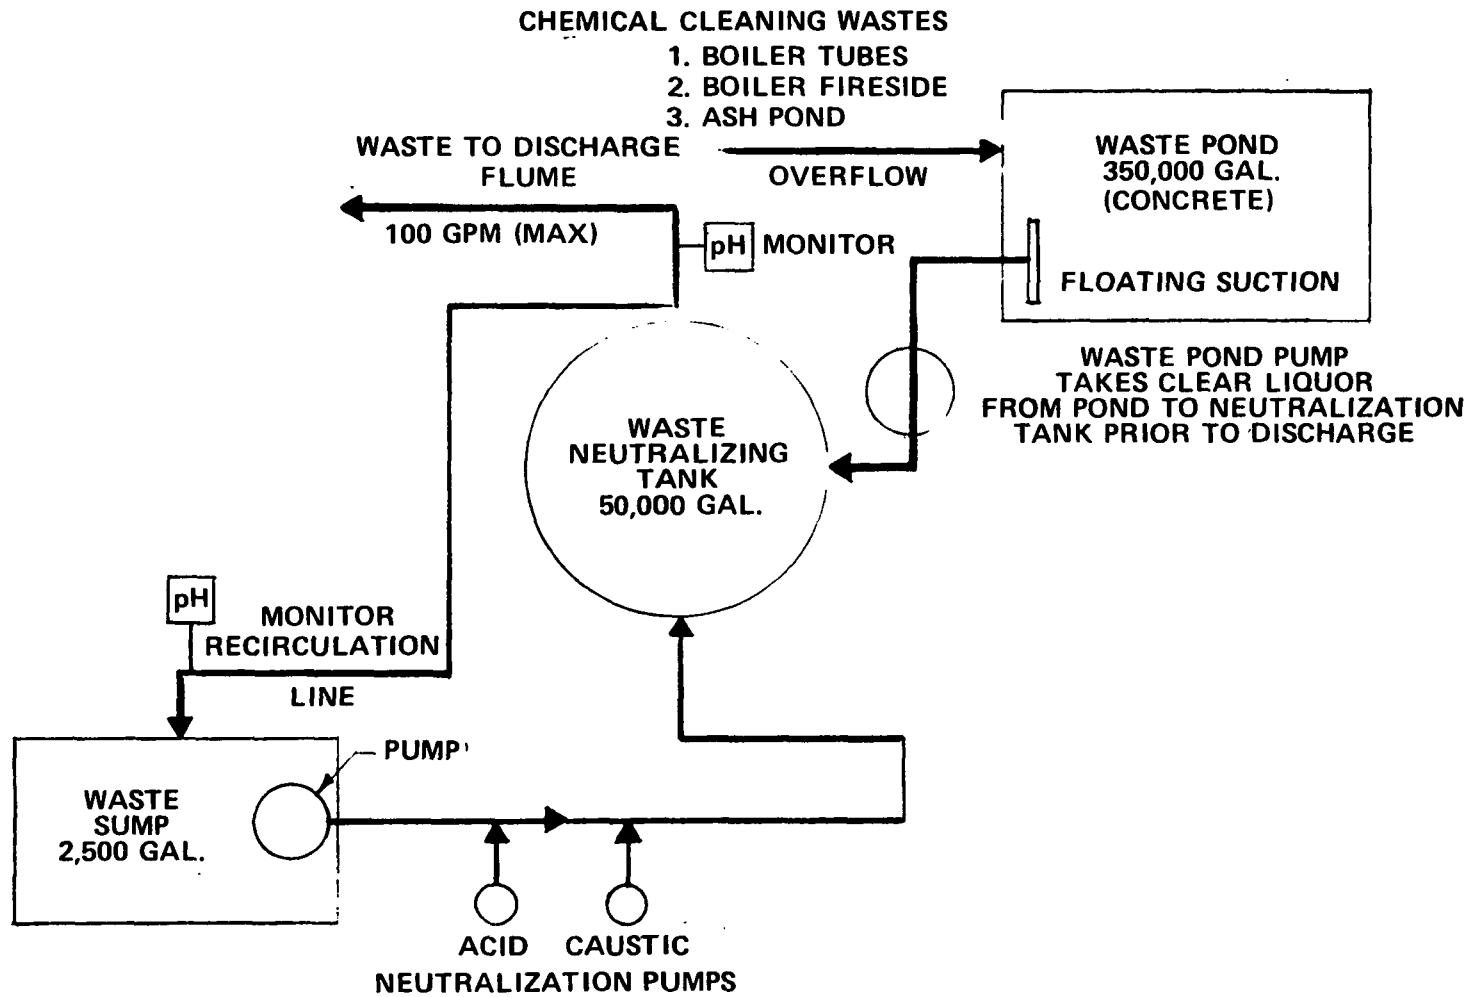 CHEMICAL CLEANING WASTES
1. BOILER TUBES
2. BOILER FIRESIDE
3. ASH POND
WASTE TO DISCHARGE
FLUME
OVERFLOW
WASTE POND
350,000 GAL.
(CONCRETE)
100 GPM (MAX)
pH MONITOR
FLOATING SUCTION
WASTE POND PUMP
TAKES CLEAR LIQUOR
FROM POND TO NEUTRALIZATION
TANK PRIOR TO DISCHARGE
WASTE
NEUTRALIZING
TANK
50,000 GAL.
pH
MONITOR
RECIRCULATION
LINE
PUMP
WASTE
SUMP
2,500 GAL.
ACID CAUSTIC
NEUTRALIZATION PUMPS